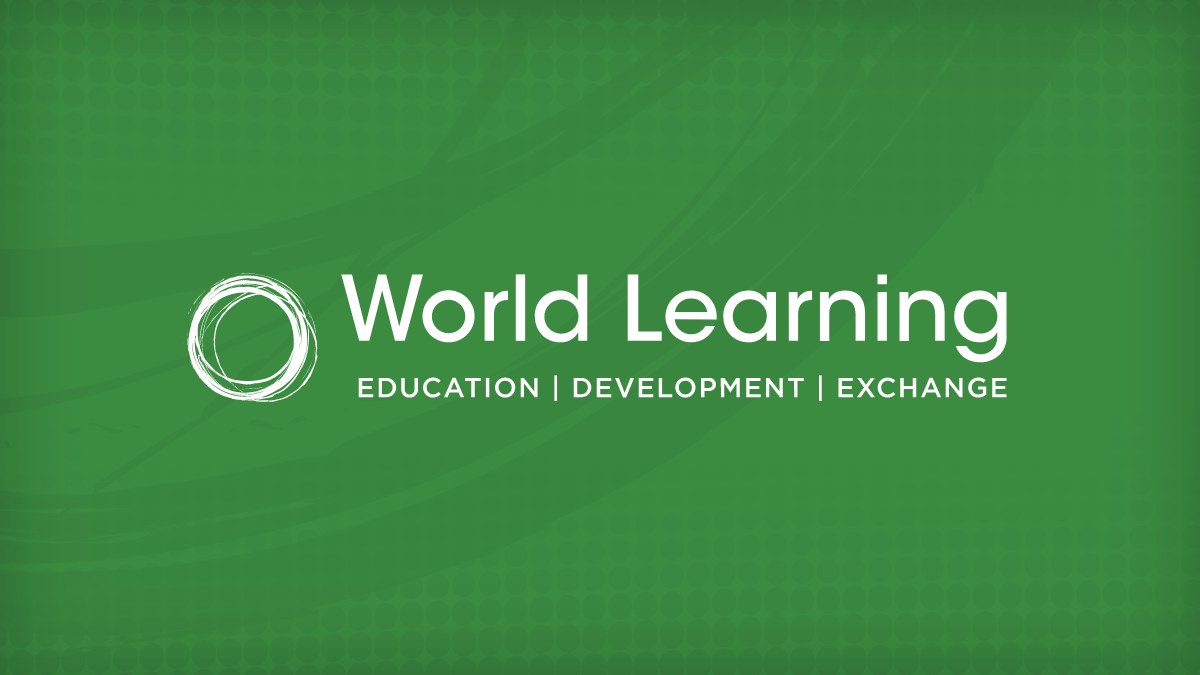 World Learning
EDUCATION | DEVELOPMENT | EXCHANGE